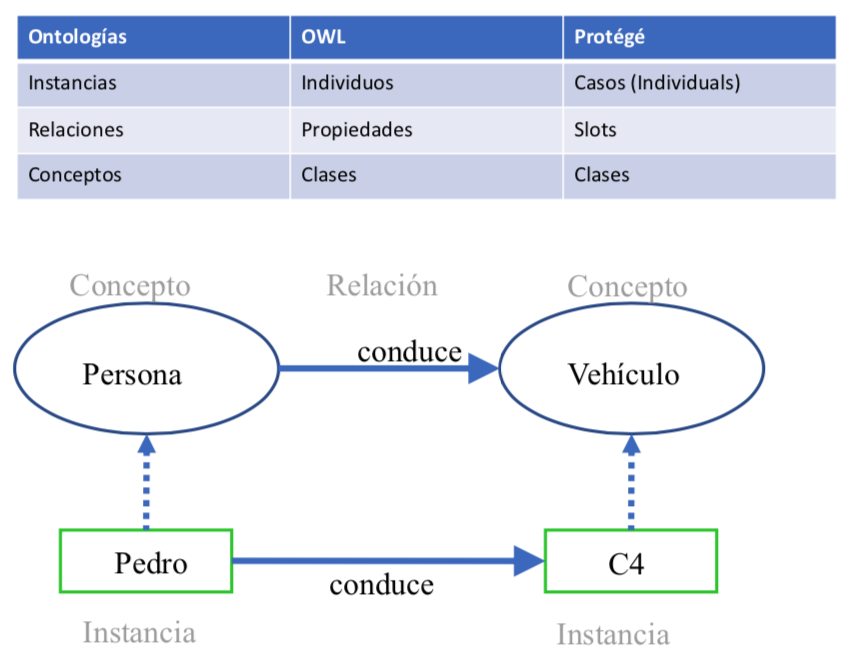 Ontologías OWL Protégé
Instancias Individuos Casos (Individuals)
Relaciones Propiedades Slots
Conceptos Clases Clases
Concepto Relación Concepto
Persona conduce Vehículo
Pedro conduce C4
Instancia Instancia